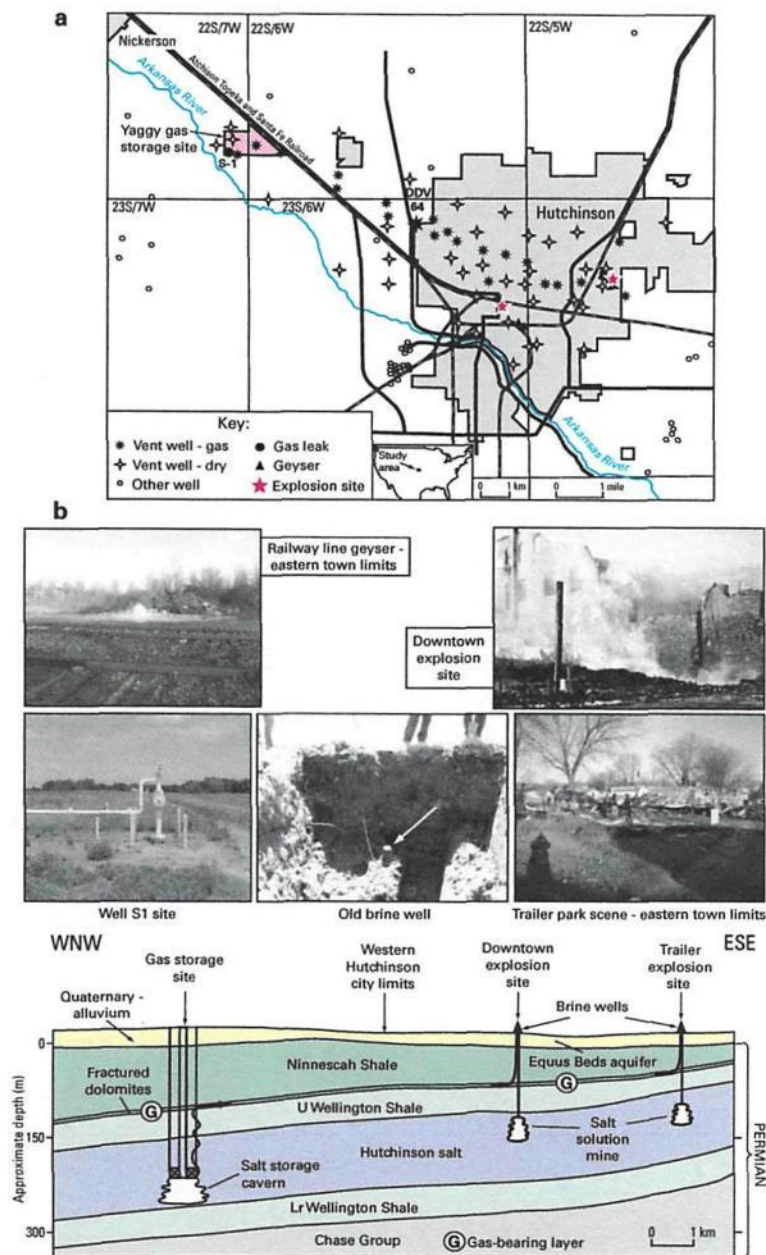 a
22S/7W
22S/6W
22S/5W
Nickerson
Arkansas River
Atchison Topeka and Santa Fe Railroad
Yaggy gas
storage site
S-1
DDV
64
23S/7W
23S/6W
Hutchinson
Key:
Vent well - gas
Gas leak
Vent well - dry
Geyser
Other well
Explosion site
Study
area
0 1 km
0 1 mile
Arkansas River
b
Railway line geyser -
eastern town limits
Downtown
explosion
site
Well S1 site
Old brine well
Trailer park scene - eastern town limits
WNW
ESE
Gas storage
site
Western
Hutchinson
city limits
Downtown
explosion
site
Trailer
explosion
site
Quaternary -
alluvium
Brine wells
0
Ninnescah Shale
Equus Beds aquifer
Fractured
dolomites
G
G
U Wellington Shale
150
Salt
solution
mine
Hutchinson salt
Salt storage
cavern
Lr Wellington Shale
300
Chase Group
G Gas-bearing layer
0 1 km
Approximate depth (m)
PERMIAN